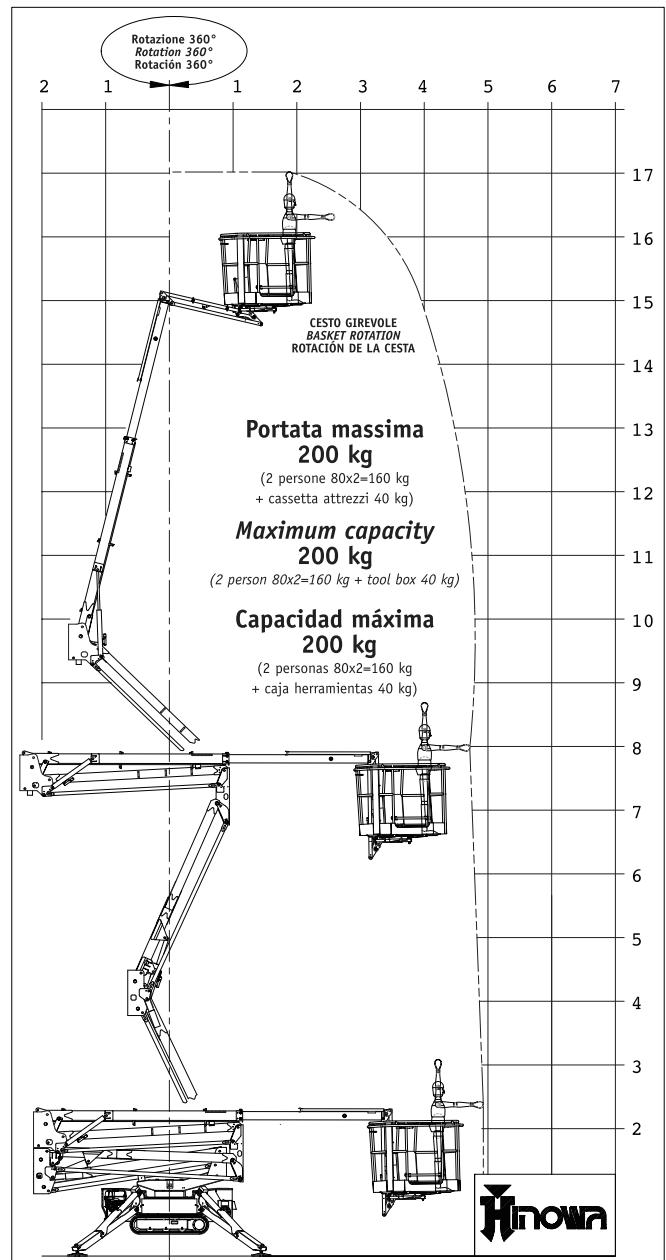 Rotazione 360°
Rotation 360°
Rotación 360°
2 1 1 2 3 4 5 6 7
17
16
15
CESTO GIREVOLE
BASKET ROTATION
ROTACIÓN DE LA CESTA
14
13
Portata massima
200 kg
(2 persone 80x2=160 kg
+ cassetta attrezzi 40 kg)
12
Maximum capacity
200 kg
(2 person 80x2=160 kg + tool box 40 kg)
11
10
Capacidad máxima
200 kg
(2 personas 80x2=160 kg
+ caja herramientas 40 kg)
9
8
7
6
5
4
3
2
HINOWA